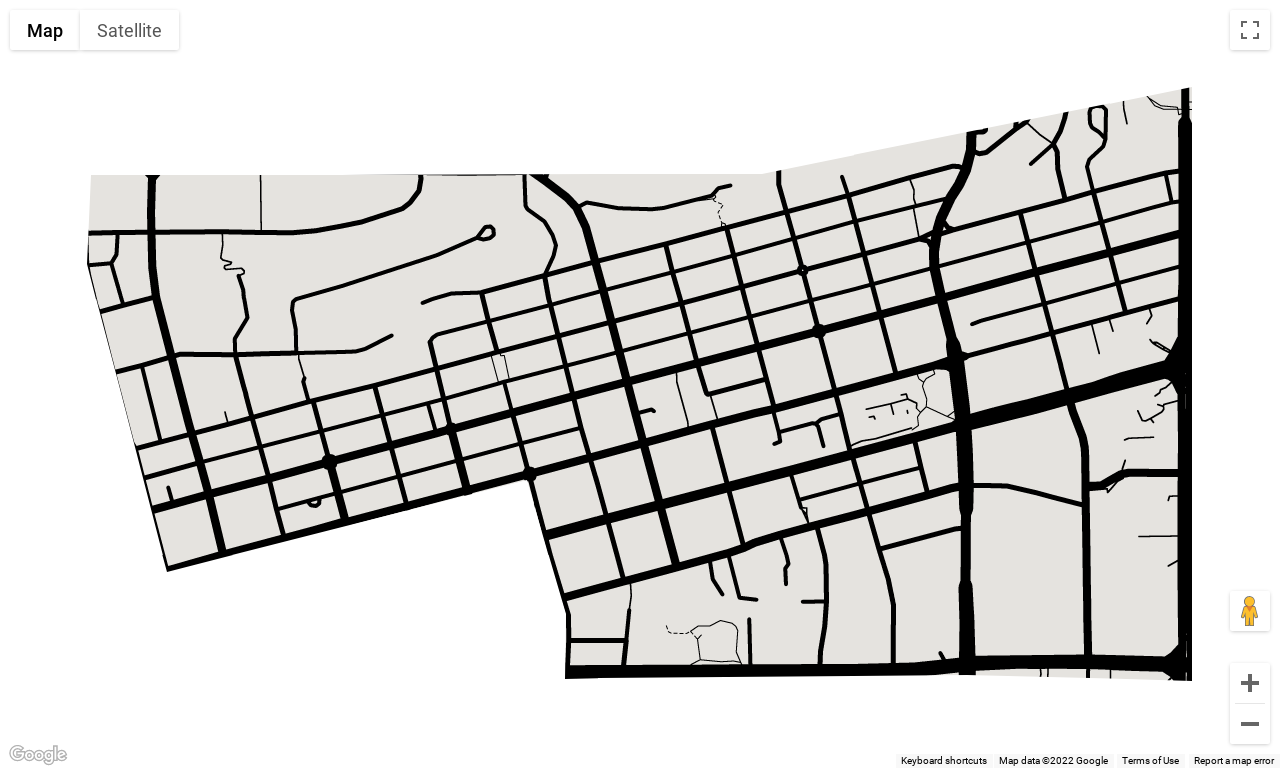 Map Satellite
Google
Keyboard shortcuts Map data ©2022 Google Terms of Use Report a map error